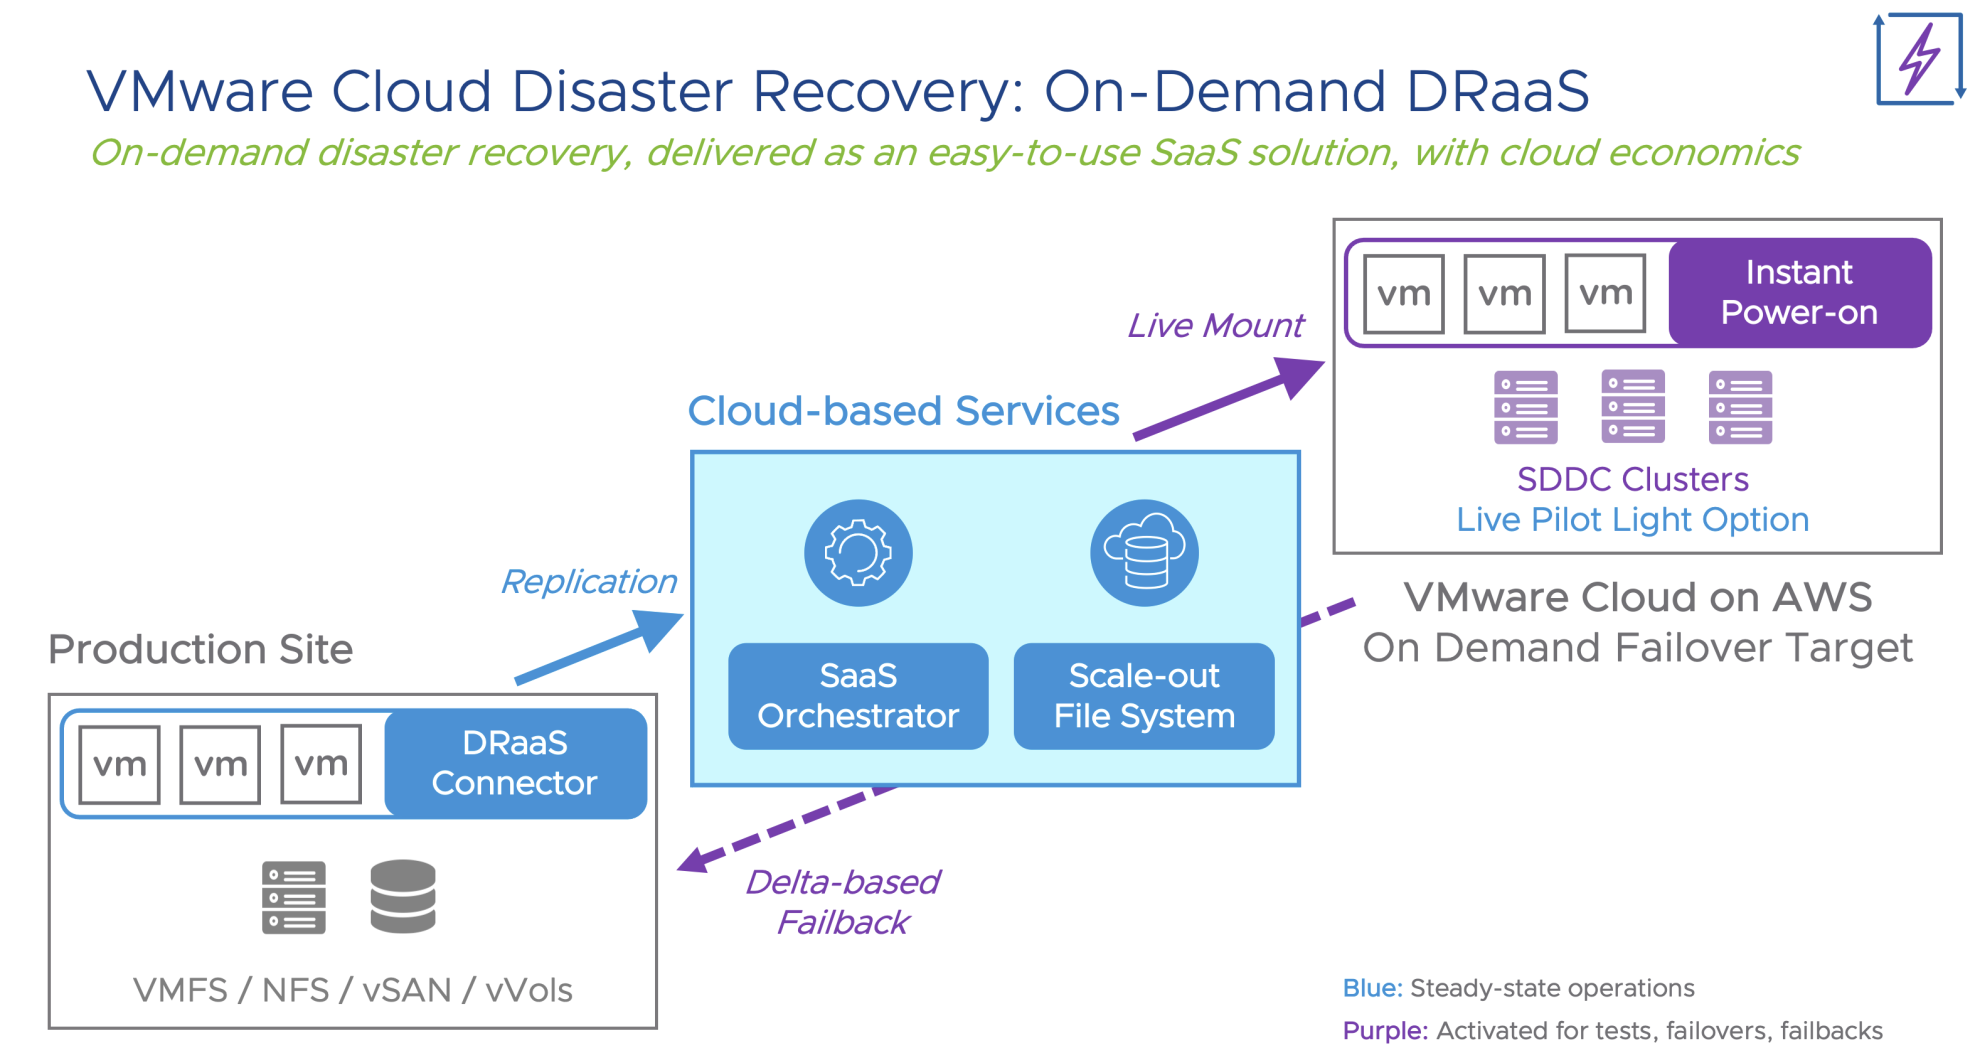 VMware Cloud Disaster Recovery: On-Demand DRaaS
On-demand disaster recovery, delivered as an easy-to-use SaaS solution, with cloud economics
vm
vm
vm
Instant
Power-on
Live Mount
SDDC Clusters
Live Pilot Light Option
VMware Cloud on AWS
On Demand Failover Target
Cloud-based Services
SaaS
Orchestrator
Scale-out
File System
Replication
Production Site
vm
vm
vm
DRaaS
Connector
VMFS / NFS / vSAN / vVols
Delta-based
Failback
Blue: Steady-state operations
Purple: Activated for tests, failovers, failbacks